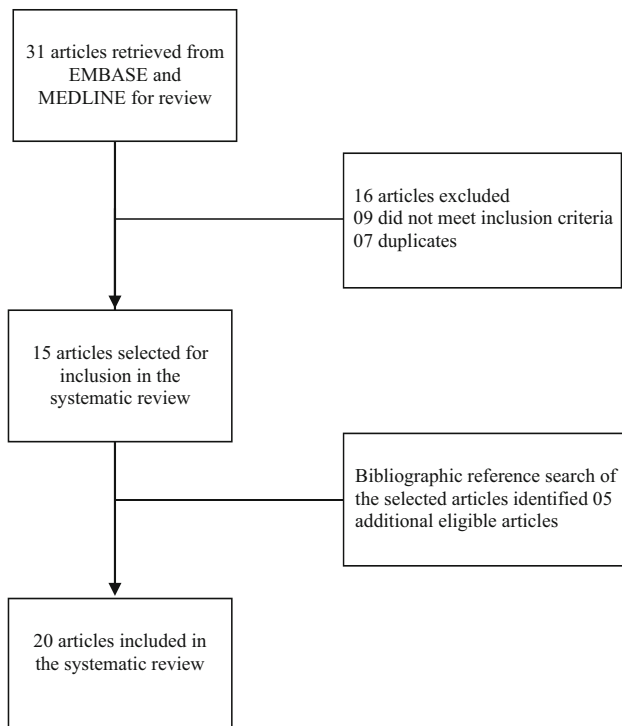 31 articles retrieved from
EMBASE and
MEDLINE for review
16 articles excluded
09 did not meet inclusion criteria
07 duplicates
15 articles selected for
inclusion in the
systematic review
Bibliographic reference search of
the selected articles identified 05
additional eligible articles
20 articles included in
the systematic review